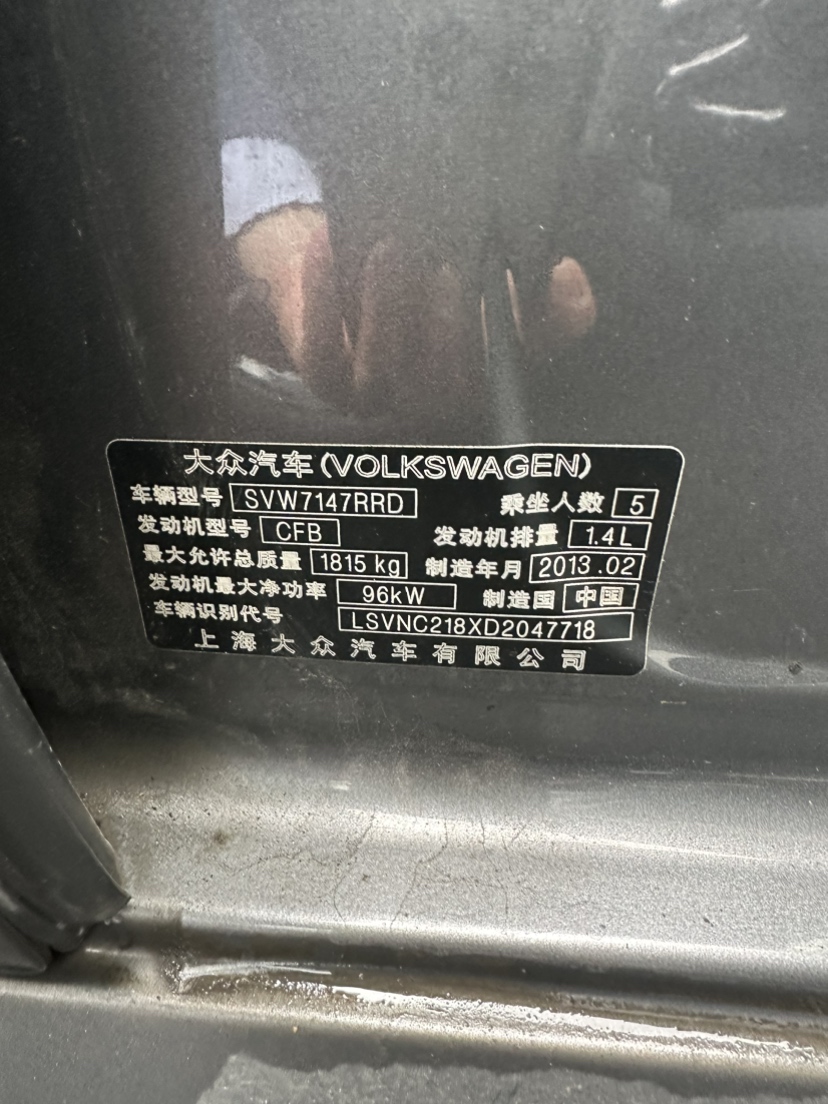 大众汽车(VOLKSWAGEN)
车辆型号 SVW7147RRD 乘坐人数 5
发动机型号 CFB 发动机排量 1.4L
最大允许总质量 1815 kg 制造年月 2013.02
发动机最大净功率 96kW 制造国 中国
车辆识别代号 LSVNC218XD2047718
上海大众汽车有限公司